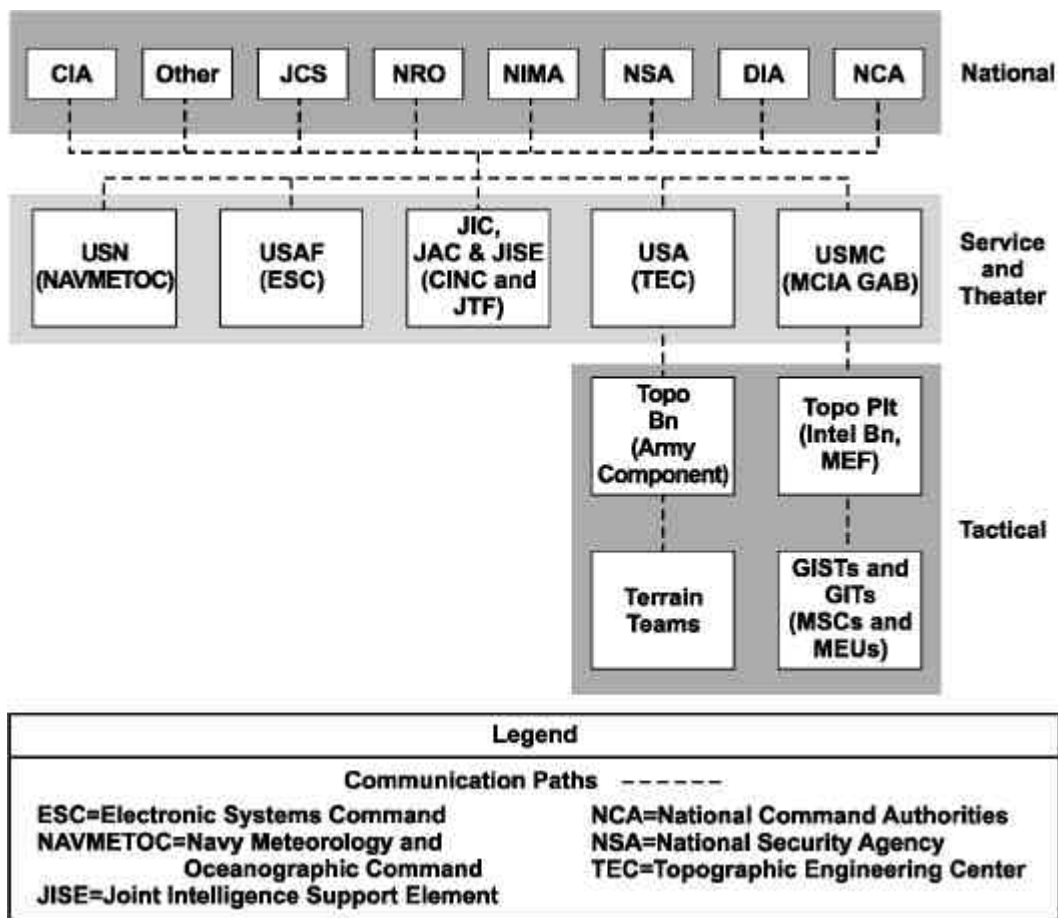 CIA
Other
JCS
NRO
NIMA
NSA
DIA
NCA
National
USN
(NAVMETOC)
USAF
(ESC)
JIC,
JAC & JISE
(CINC and
JTF)
USA
(TEC)
USMC
(MCIA GAB)
Service
and
Theater
Topo
Bn
(Army
Component)
Topo Plt
(Intel Bn,
MEF)
Tactical
Terrain
Teams
GISTs and
GITs
(MSCs and
MEUs)
Legend
Communication Paths
ESC=Electronic Systems Command
NAVMETOC=Navy Meteorology and
Oceanographic Command
JISE=Joint Intelligence Support Element
NCA=National Command Authorities
NSA=National Security Agency
TEC=Topographic Engineering Center